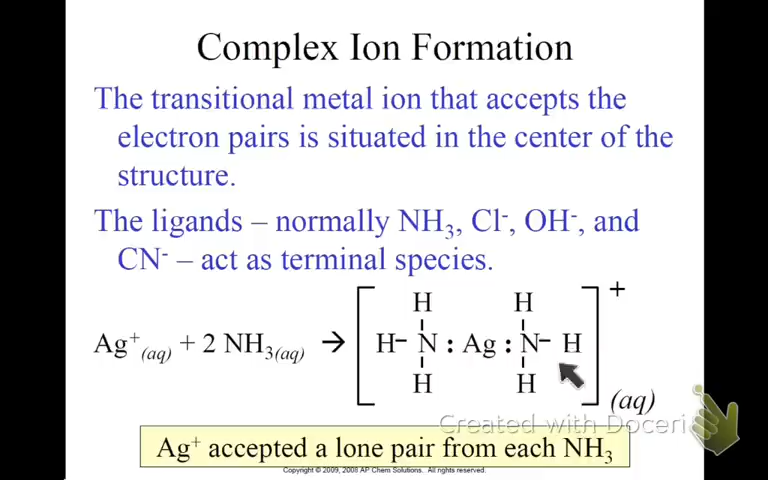 Complex Ion Formation
The transitional metal ion that accepts the
electron pairs is situated in the center of the
structure.
The ligands – normally NH₃, Cl⁻, OH⁻, and
CN⁻ – act as terminal species.
H H +
Ag⁺(aq) + 2 NH₃(aq) → [ H – N : Ag : N – H ]
H H
(aq)
Created with Doceri
Ag⁺ accepted a lone pair from each NH₃
Copyright © 2009, 2008 AP Chem Solutions. All rights reserved.